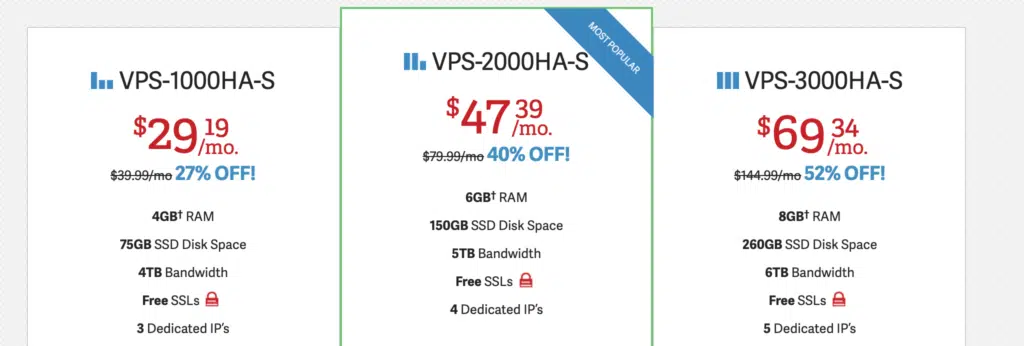 VPS-1000HA-S
$29.19/mo.
$39.99/mo 27% OFF!
4GB† RAM
75GB SSD Disk Space
4TB Bandwidth
Free SSLs
3 Dedicated IP's
MOST POPULAR
VPS-2000HA-S
$47.39/mo.
$79.99/mo 40% OFF!
6GB† RAM
150GB SSD Disk Space
5TB Bandwidth
Free SSLs
4 Dedicated IP's
VPS-3000HA-S
$69.34/mo.
$144.99/mo 52% OFF!
8GB† RAM
260GB SSD Disk Space
6TB Bandwidth
Free SSLs
5 Dedicated IP's